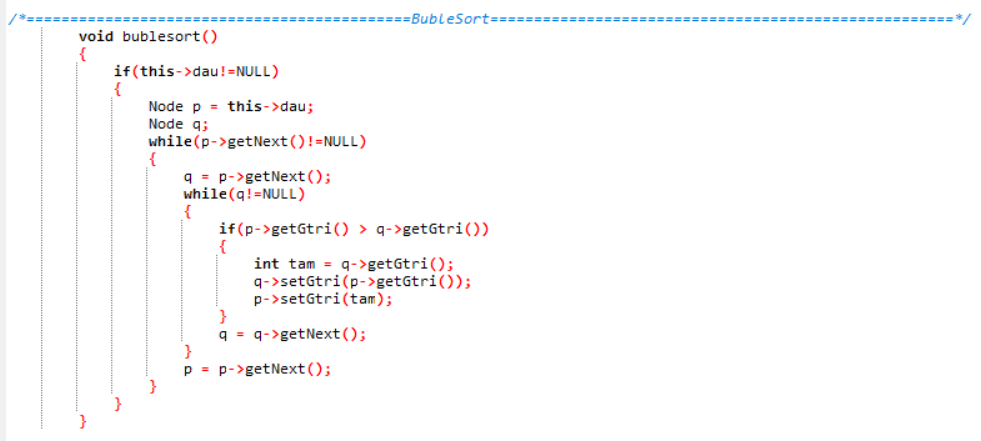 /*============================================BubleSort=====================================================*/
void bublesort()
{
if(this->dau!=NULL)
{
Node p = this->dau;
Node q;
while(p->getNext()!=NULL)
{
q = p->getNext();
while(q!=NULL)
{
if(p->getGtri() > q->getGtri())
{
int tam = q->getGtri();
q->setGtri(p->getGtri());
p->setGtri(tam);
}
q = q->getNext();
}
p = p->getNext();
}
}
}